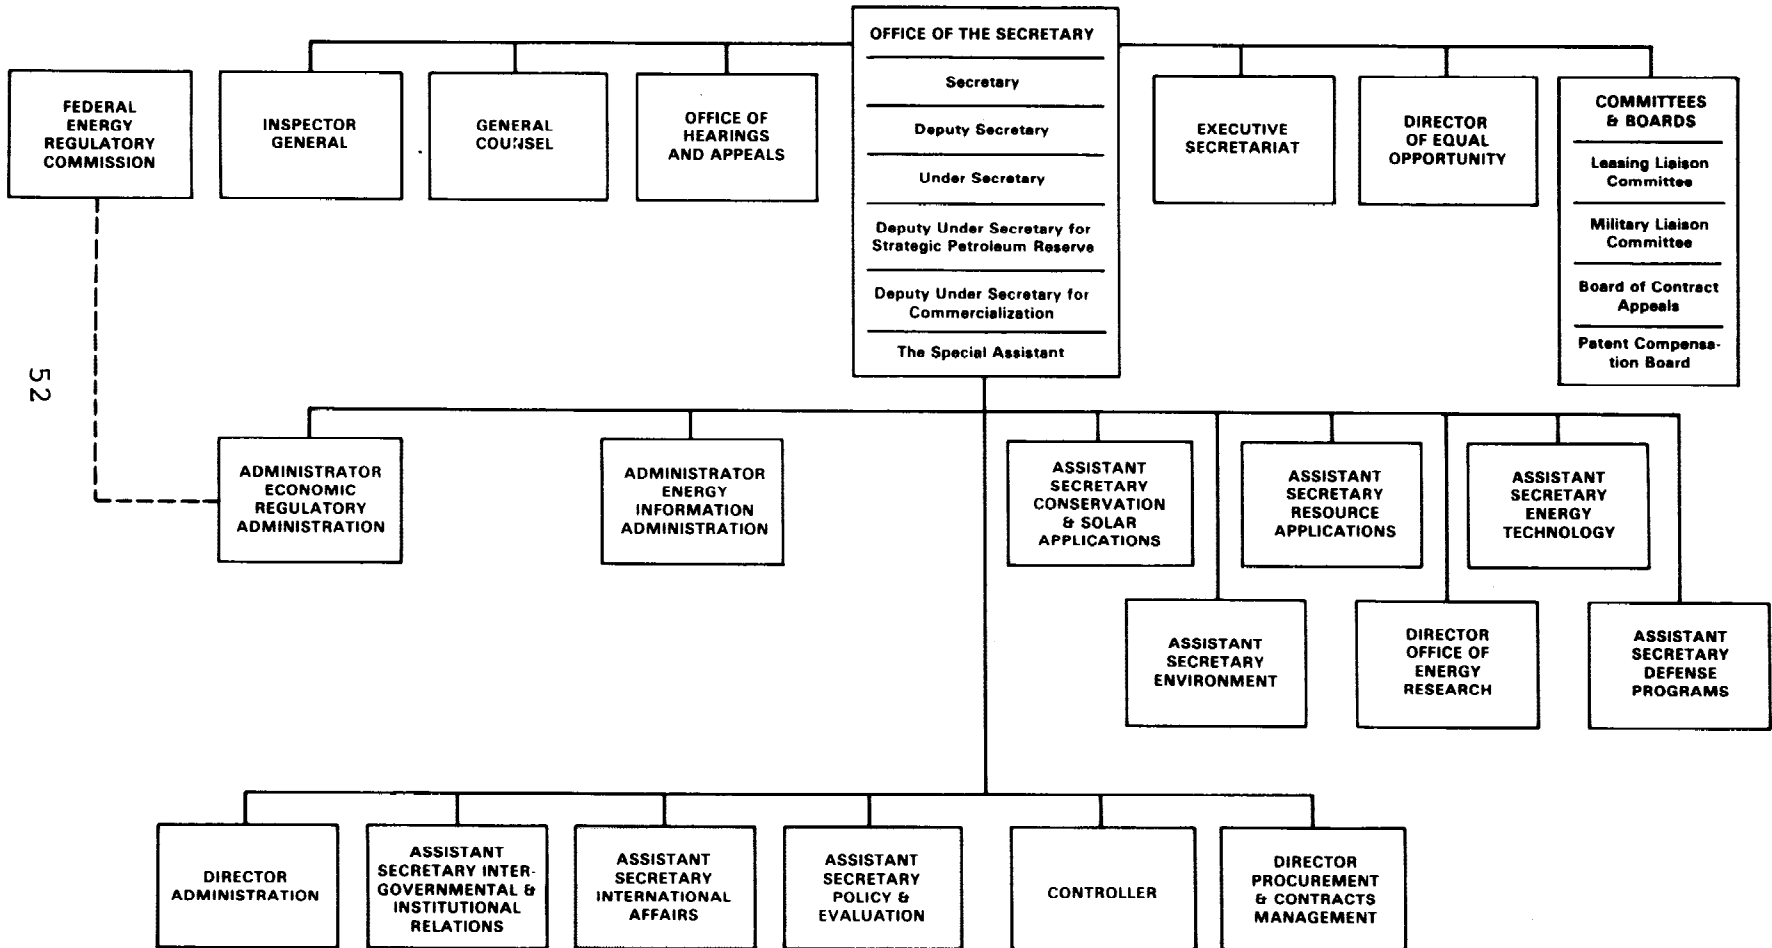 OFFICE OF THE SECRETARY
Secretary
Deputy Secretary
Under Secretary
Deputy Under Secretary for
Strategic Petroleum Reserve
Deputy Under Secretary for
Commercialization
The Special Assistant
FEDERAL
ENERGY
REGULATORY
COMMISSION
INSPECTOR
GENERAL
GENERAL
COUNSEL
OFFICE OF
HEARINGS
AND APPEALS
EXECUTIVE
SECRETARIAT
DIRECTOR
OF EQUAL
OPPORTUNITY
COMMITTEES
& BOARDS
Leasing Liaison
Committee
Military Liaison
Committee
Board of Contract
Appeals
Patent Compensa-
tion Board
52
ADMINISTRATOR
ECONOMIC
REGULATORY
ADMINISTRATION
ADMINISTRATOR
ENERGY
INFORMATION
ADMINISTRATION
ASSISTANT
SECRETARY
CONSERVATION
& SOLAR
APPLICATIONS
ASSISTANT
SECRETARY
RESOURCE
APPLICATIONS
ASSISTANT
SECRETARY
ENERGY
TECHNOLOGY
ASSISTANT
SECRETARY
ENVIRONMENT
DIRECTOR
OFFICE OF
ENERGY
RESEARCH
ASSISTANT
SECRETARY
DEFENSE
PROGRAMS
DIRECTOR
ADMINISTRATION
ASSISTANT
SECRETARY INTER-
GOVERNMENTAL &
INSTITUTIONAL
RELATIONS
ASSISTANT
SECRETARY
INTERNATIONAL
AFFAIRS
ASSISTANT
SECRETARY
POLICY &
EVALUATION
CONTROLLER
DIRECTOR
PROCUREMENT
& CONTRACTS
MANAGEMENT